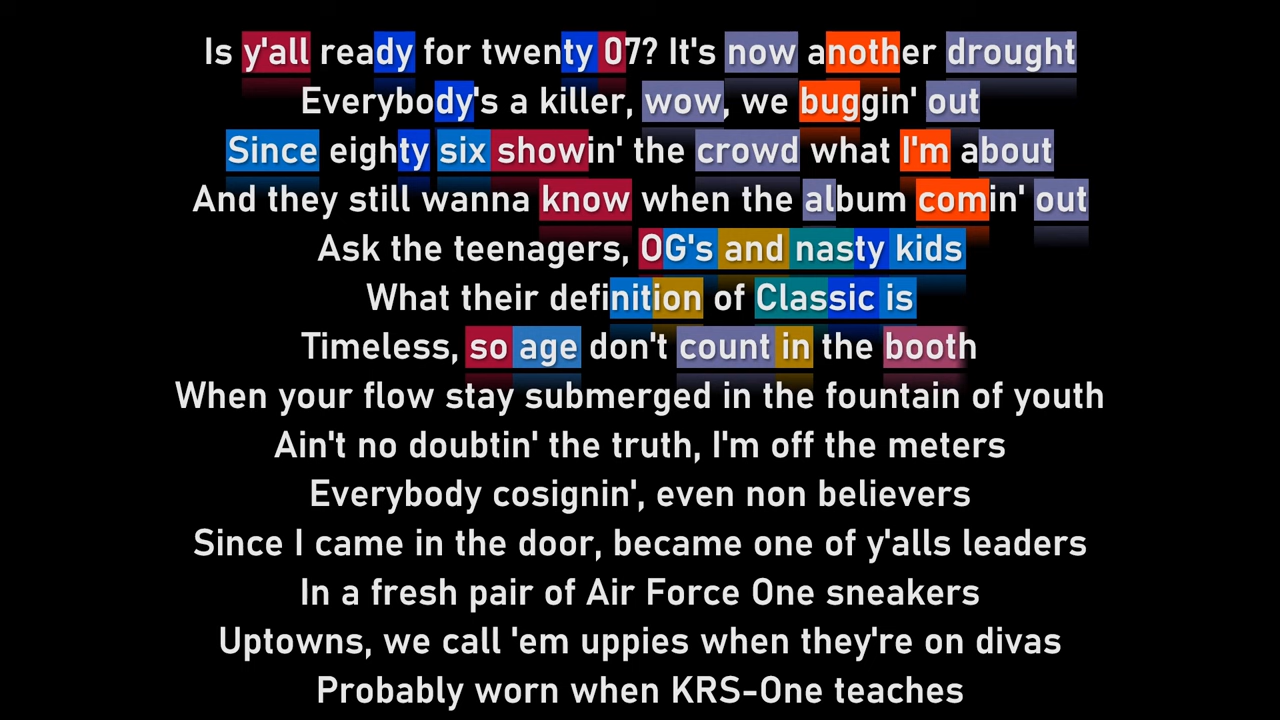 Is y'all ready for twenty 07? It's now another drought
Everybody's a killer, wow, we buggin' out
Since eighty six showin' the crowd what I'm about
And they still wanna know when the album comin' out
Ask the teenagers, OG's and nasty kids
What their definition of Classic is
Timeless, so age don't count in the booth
When your flow stay submerged in the fountain of youth
Ain't no doubtin' the truth, I'm off the meters
Everybody cosignin', even non believers
Since I came in the door, became one of y'alls leaders
In a fresh pair of Air Force One sneakers
Uptowns, we call 'em uppies when they're on divas
Probably worn when KRS-One teaches